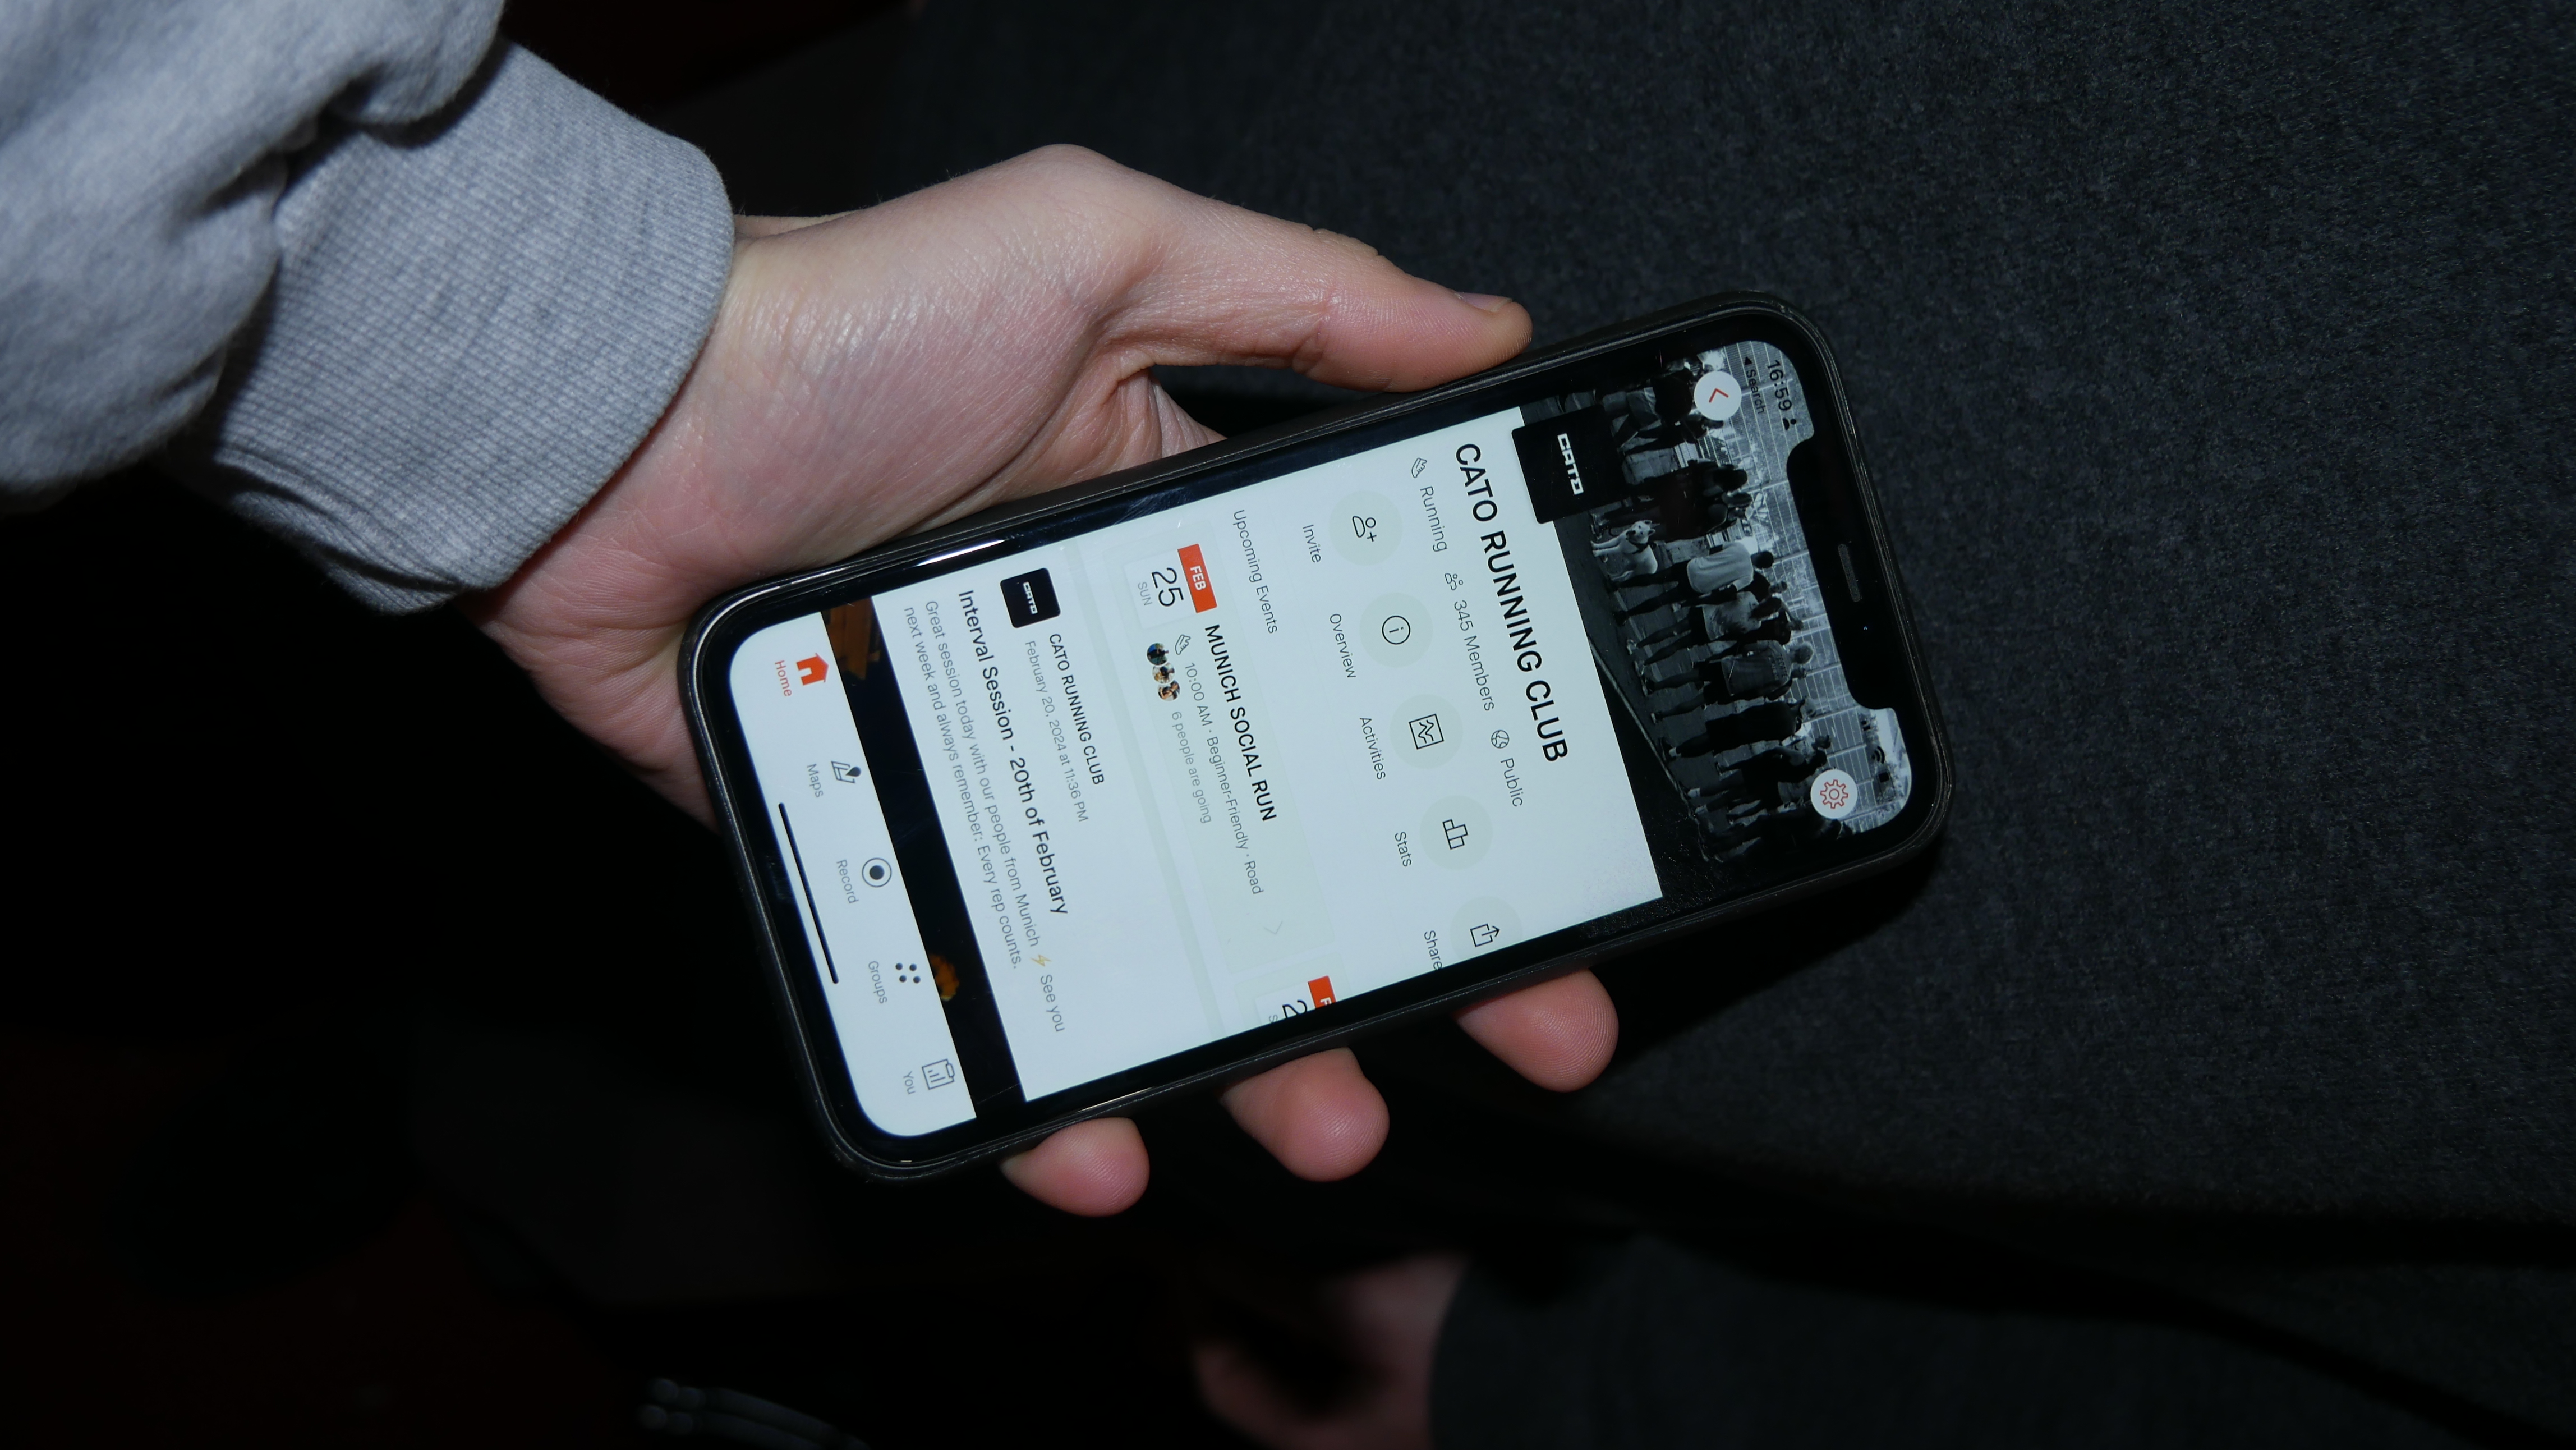 16:59
◂ Search
CATO
CATO RUNNING CLUB
Running 345 Members Public
Invite Overview Activities Stats Share
Upcoming Events
FEB
25
SUN
MUNICH SOCIAL RUN
10:00 AM · Beginner-Friendly · Road
6 people are going
F
2
S
CATO
CATO RUNNING CLUB
February 20, 2024 at 11:36 PM
Interval Session - 20th of February
Great session today with our people from Munich ⚡ See you
next week and always remember: Every rep counts.
Home Maps Record Groups You